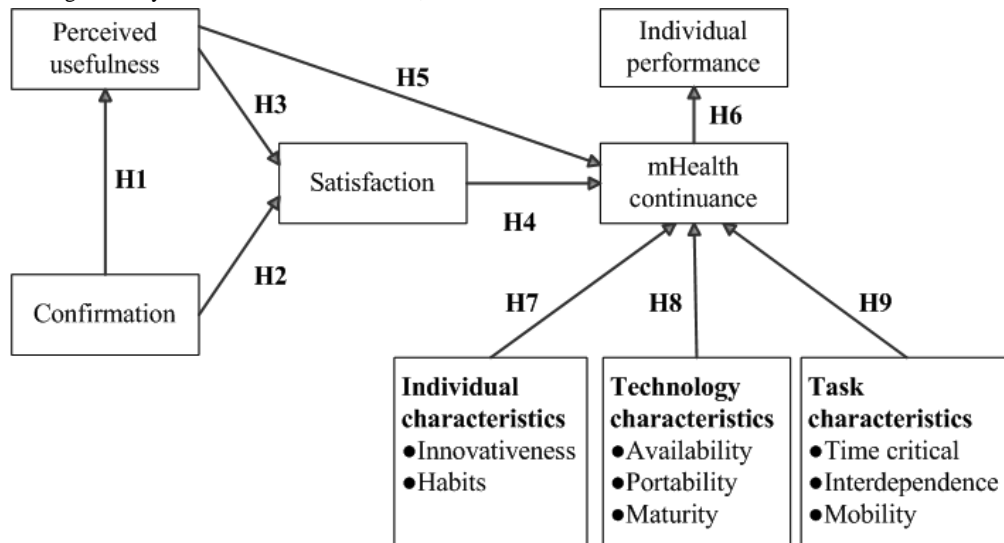 Perceived
usefulness
Individual
performance
H5
H3
H6
H1
Satisfaction
mHealth
continuance
H4
H2
Confirmation
H7
H8
H9
Individual
characteristics
●Innovativeness
●Habits
Technology
characteristics
●Availability
●Portability
●Maturity
Task
characteristics
●Time critical
●Interdependence
●Mobility